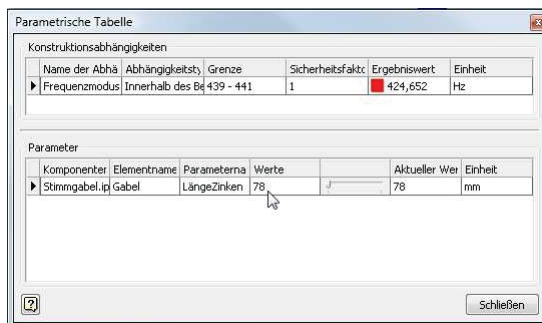 Parametrische Tabelle
Konstruktionsabhängigkeiten
Name der Abhä Abhängigkeitsty Grenze Sicherheitsfaktc Ergebniswert Einheit
Frequenzmodus Innerhalb des Be 439 - 441 1 424,652 Hz
Parameter
Komponenter Elementname Parameterna Werte Aktueller Wer Einheit
Stimmgabel.ip Gabel LängeZinken 78 78 mm
? Schließen